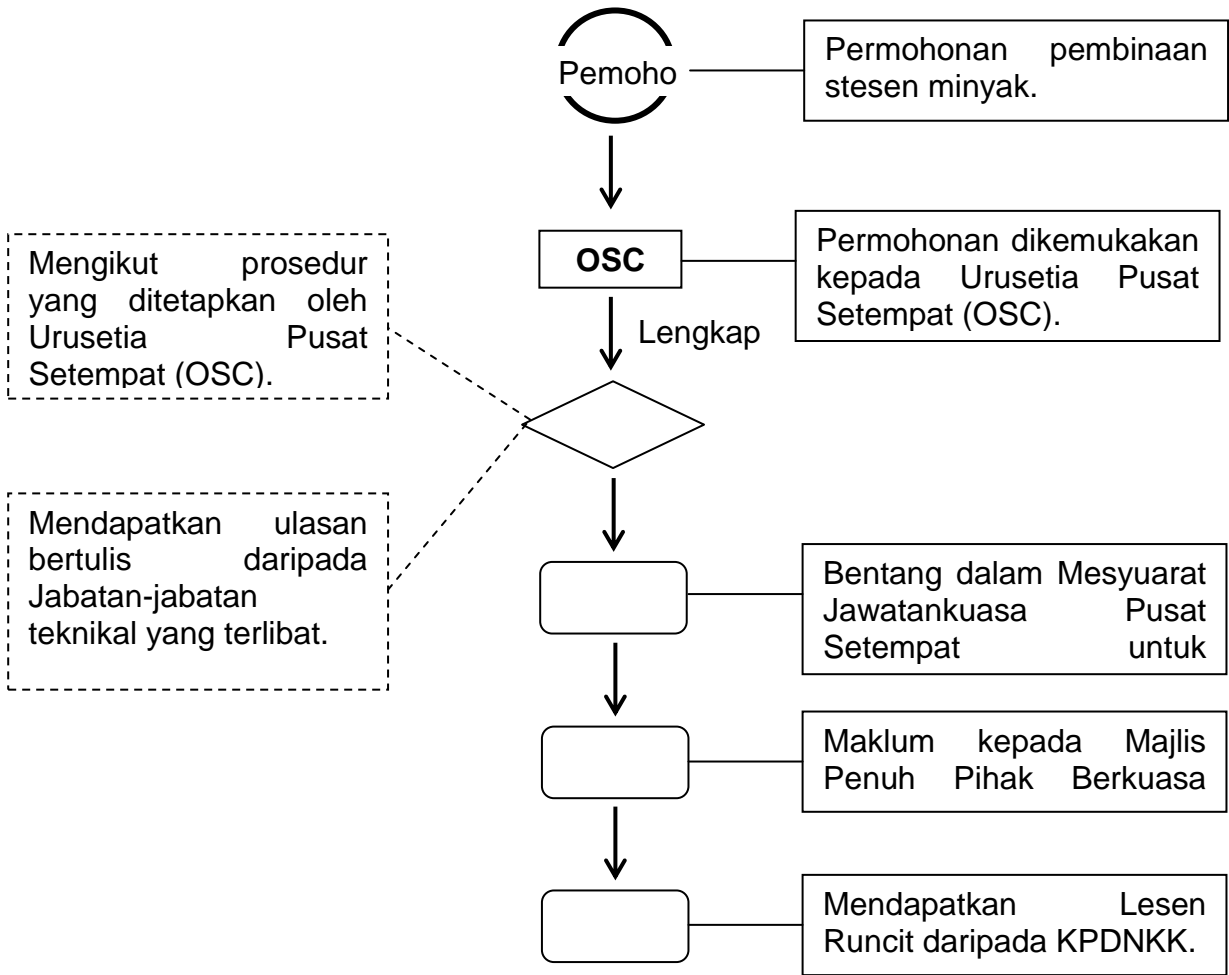 Pemoho
Permohonan pembinaan
stesen minyak.
OSC
Permohonan dikemukakan
kepada Urusetia Pusat
Setempat (OSC).
Mengikut prosedur
yang ditetapkan oleh
Urusetia Pusat
Setempat (OSC).
Lengkap
Mendapatkan ulasan
bertulis daripada
Jabatan-jabatan
teknikal yang terlibat.
Bentang dalam Mesyuarat
Jawatankuasa Pusat
Setempat untuk
Maklum kepada Majlis
Penuh Pihak Berkuasa
Mendapatkan Lesen
Runcit daripada KPDNKK.